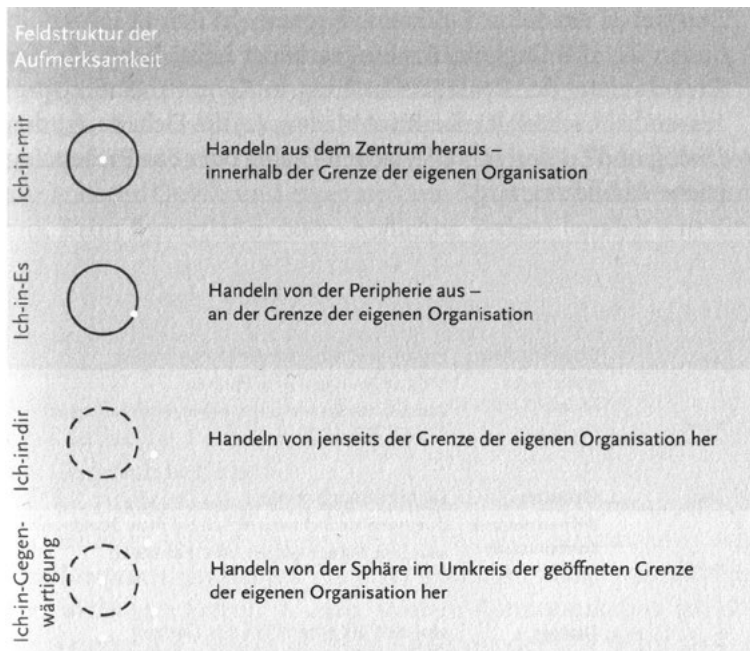 Feldstruktur der
Aufmerksamkeit
Ich-in-mir
Handeln aus dem Zentrum heraus –
innerhalb der Grenze der eigenen Organisation
Ich-in-Es
Handeln von der Peripherie aus –
an der Grenze der eigenen Organisation
Ich-in-dir
Handeln von jenseits der Grenze der eigenen Organisation her
Ich-in-Gegen-
wärtigung
Handeln von der Sphäre im Umkreis der geöffneten Grenze
der eigenen Organisation her